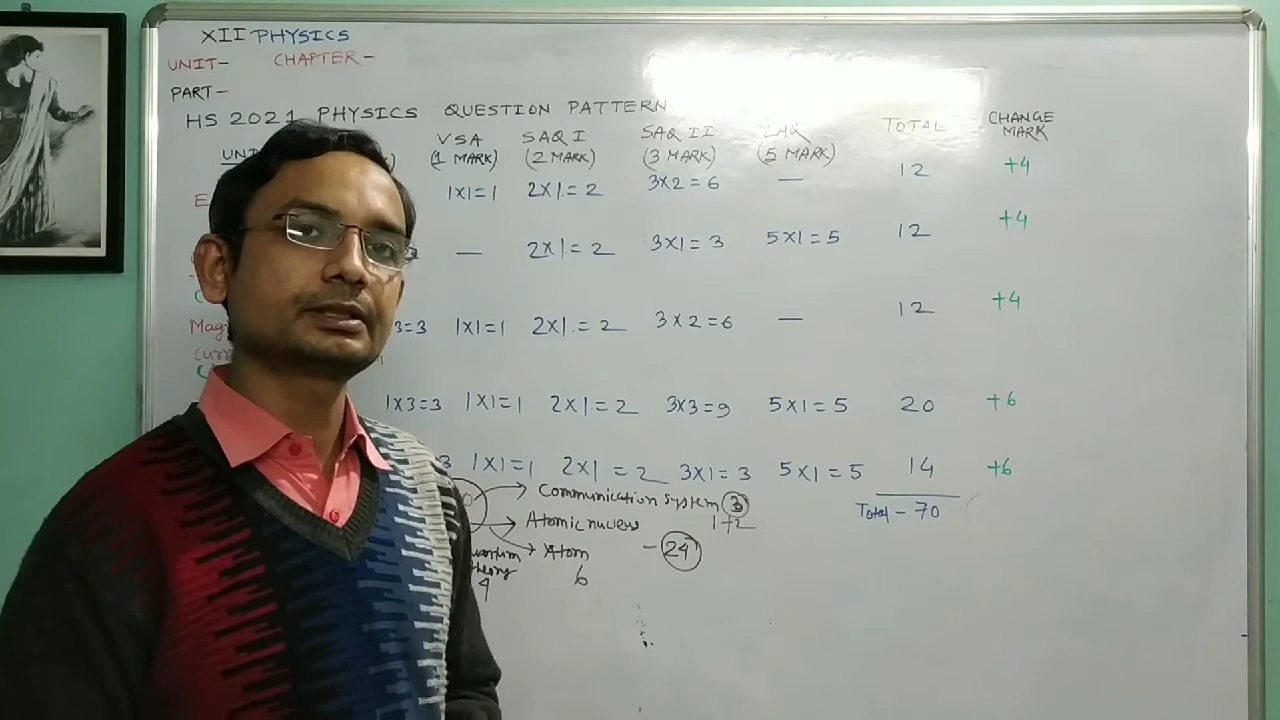 XII PHYSICS
UNIT- CHAPTER-
PART-
HS 2021 PHYSICS QUESTION PATTERN
VSA SAQ I SAQ II LAQ TOTAL CHANGE MARK
(1 MARK) (2 MARK) (3 MARK) (5 MARK)
1X1=1 2X1=2 3X2=6 — 12 +4
— 2X1=2 3X1=3 5X1=5 12 +4
3=3 1X1=1 2X1=2 3X2=6 — 12 +4
1X3=3 1X1=1 2X1=2 3X3=9 5X1=5 20 +6
3 1X1=1 2X1=2 3X1=3 5X1=5 14 +6
Communication system 3
1+2
Total - 70
Atomic nucleus
Atom - 24
6
4